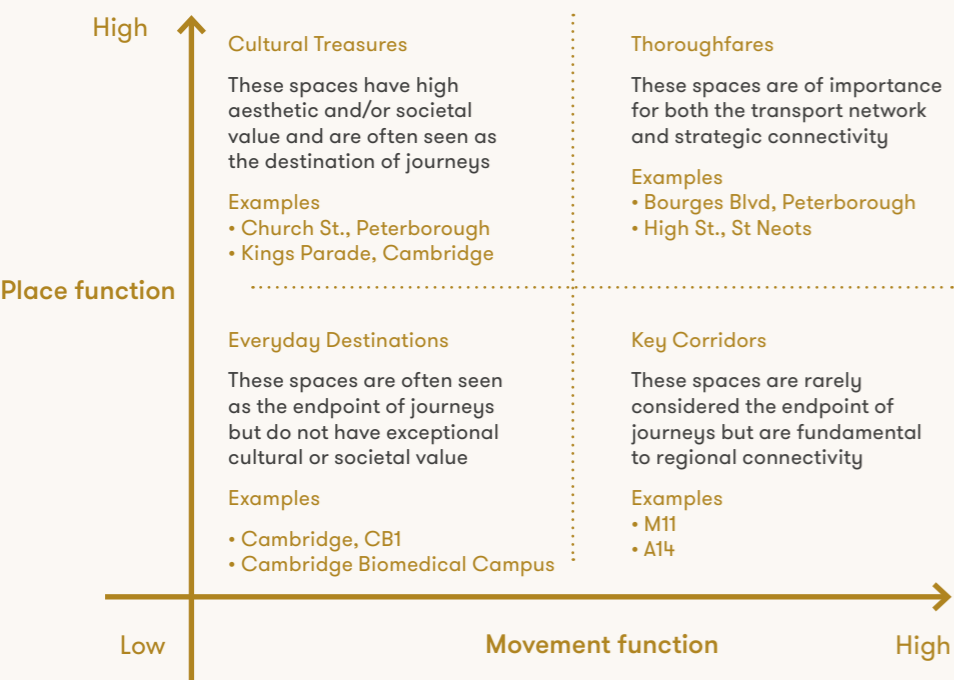 High
Cultural Treasures
These spaces have high
aesthetic and/or societal
value and are often seen as
the destination of journeys
Examples
• Church St., Peterborough
• Kings Parade, Cambridge
Thoroughfares
These spaces are of importance
for both the transport network
and strategic connectivity
Examples
• Bourges Blvd, Peterborough
• High St., St Neots
Place function
Everyday Destinations
These spaces are often seen
as the endpoint of journeys
but do not have exceptional
cultural or societal value
Examples
• Cambridge, CB1
• Cambridge Biomedical Campus
Key Corridors
These spaces are rarely
considered the endpoint of
journeys but are fundamental
to regional connectivity
Examples
• M11
• A14
Low
Movement function
High